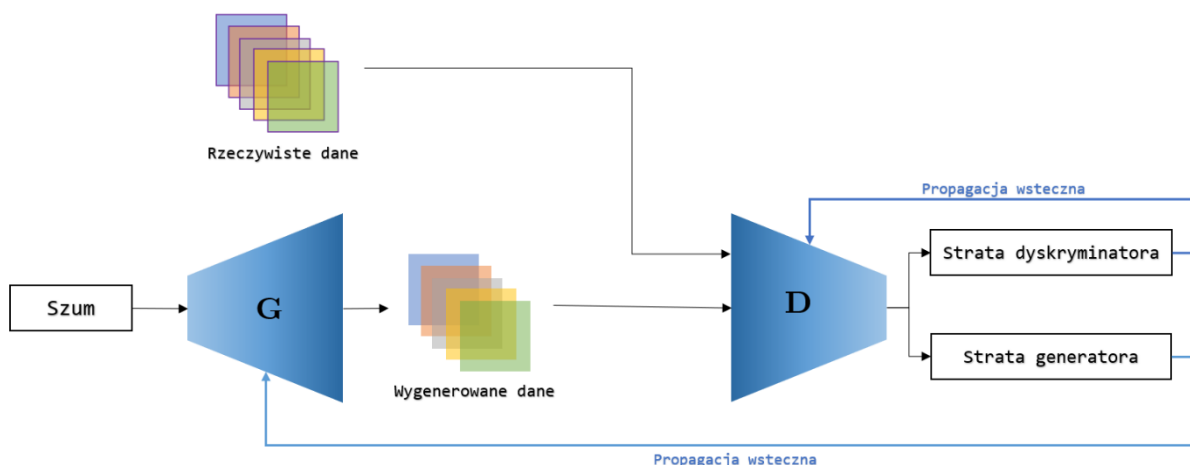 Rzeczywiste dane
Propagacja wsteczna
Szum
G
Wygenerowane dane
D
Strata dyskryminatora
Strata generatora
Propagacja wsteczna